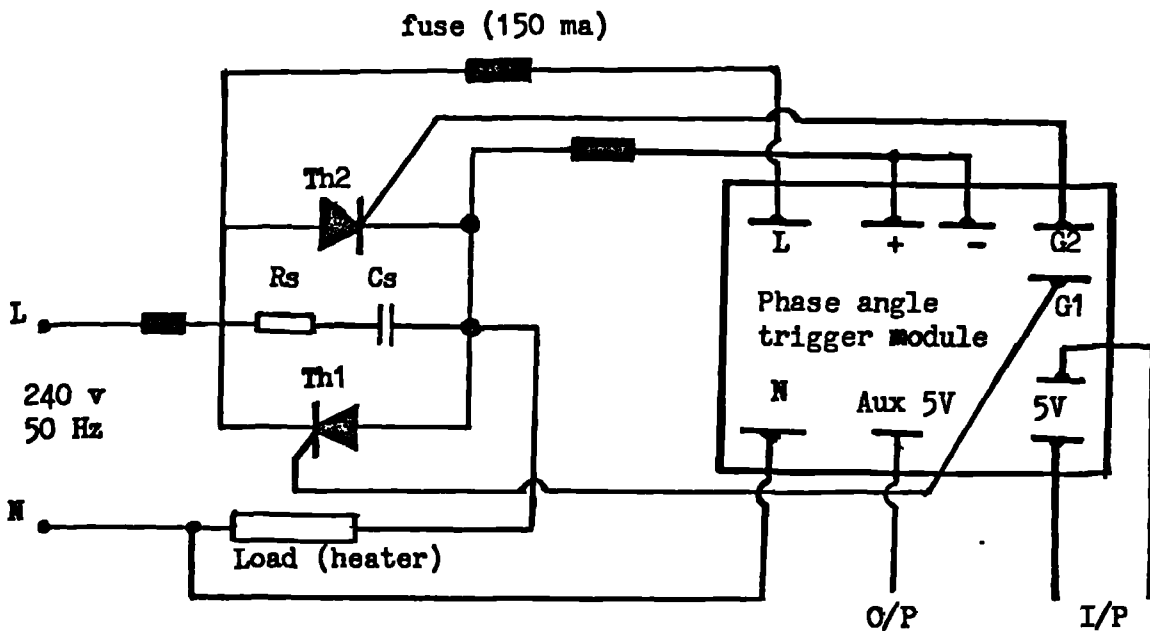 fuse (150 ma)
Th2
L
+
-
G2
Rs
Cs
G1
L
Phase angle
trigger module
Th1
N
Aux 5V
5V
240 v
50 Hz
N
Load (heater)
O/P
I/P